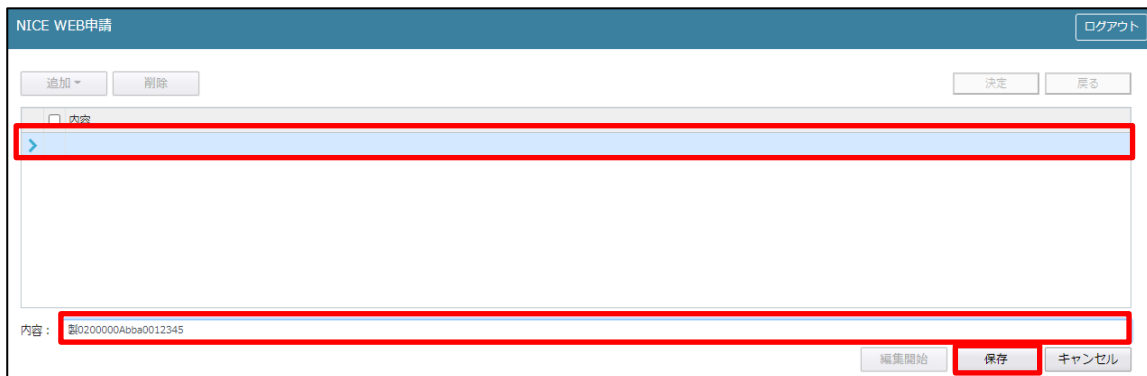 NICE WEB申請 ログアウト
追加 削除 決定 戻る
内容
内容： 製0200000Abba0012345
編集開始 保存 キャンセル